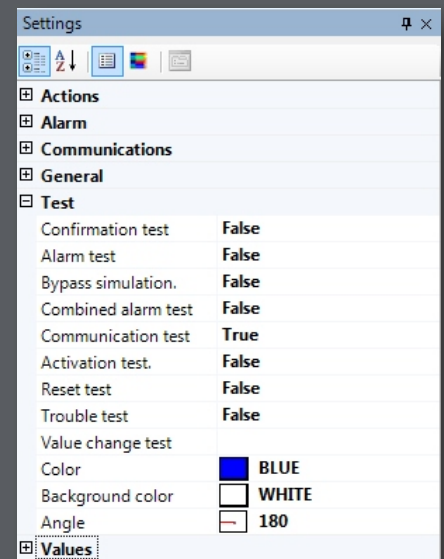 Settings
A Z
Actions
Alarm
Communications
General
Test
Confirmation test False
Alarm test False
Bypass simulation. False
Combined alarm test False
Communication test True
Activation test. False
Reset test False
Trouble test False
Value change test
Color BLUE
Background color WHITE
Angle 180
Values